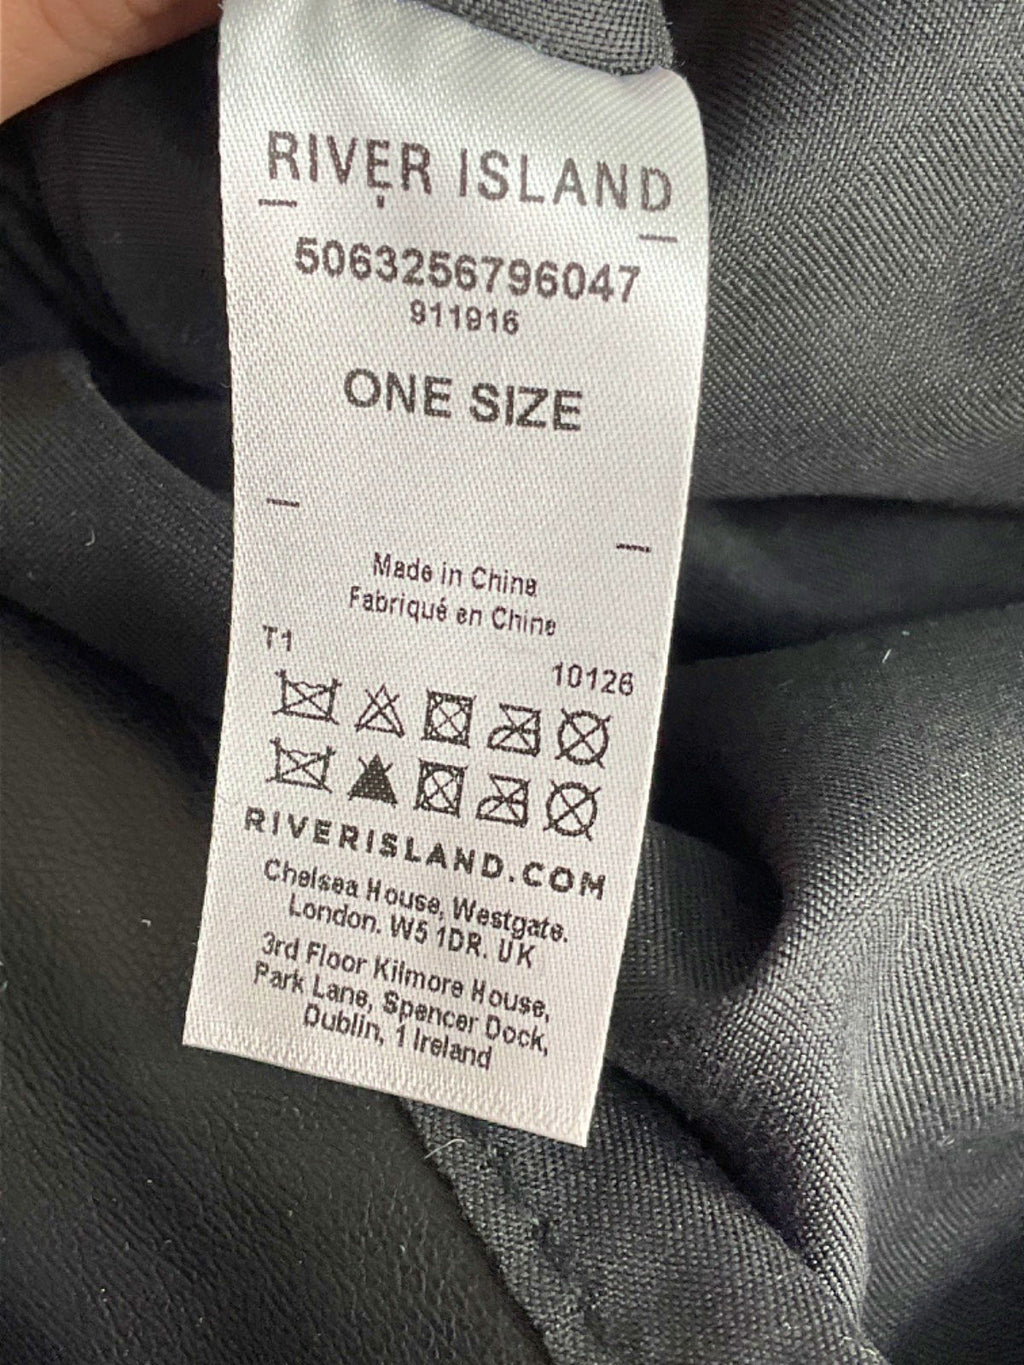 RIVER ISLAND
5063256796047
911916
ONE SIZE
Made in China
Fabriqué en Chine
T1
10126
RIVERISLAND.COM
Chelsea House, Westgate.
London. W5 1DR. UK
3rd Floor Kilmore House,
Park Lane, Spencer Dock,
Dublin, 1 Ireland